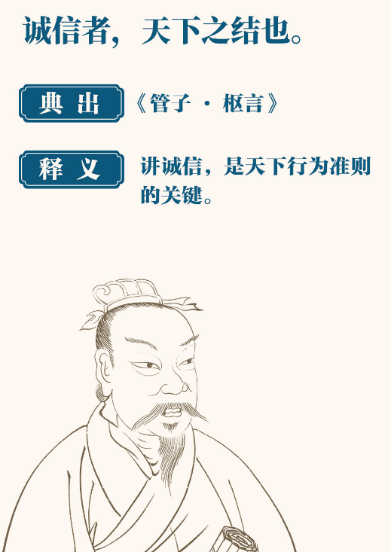 诚信者，天下之结也。
典出 《管子·枢言》
释义 讲诚信，是天下行为准则
的关键。